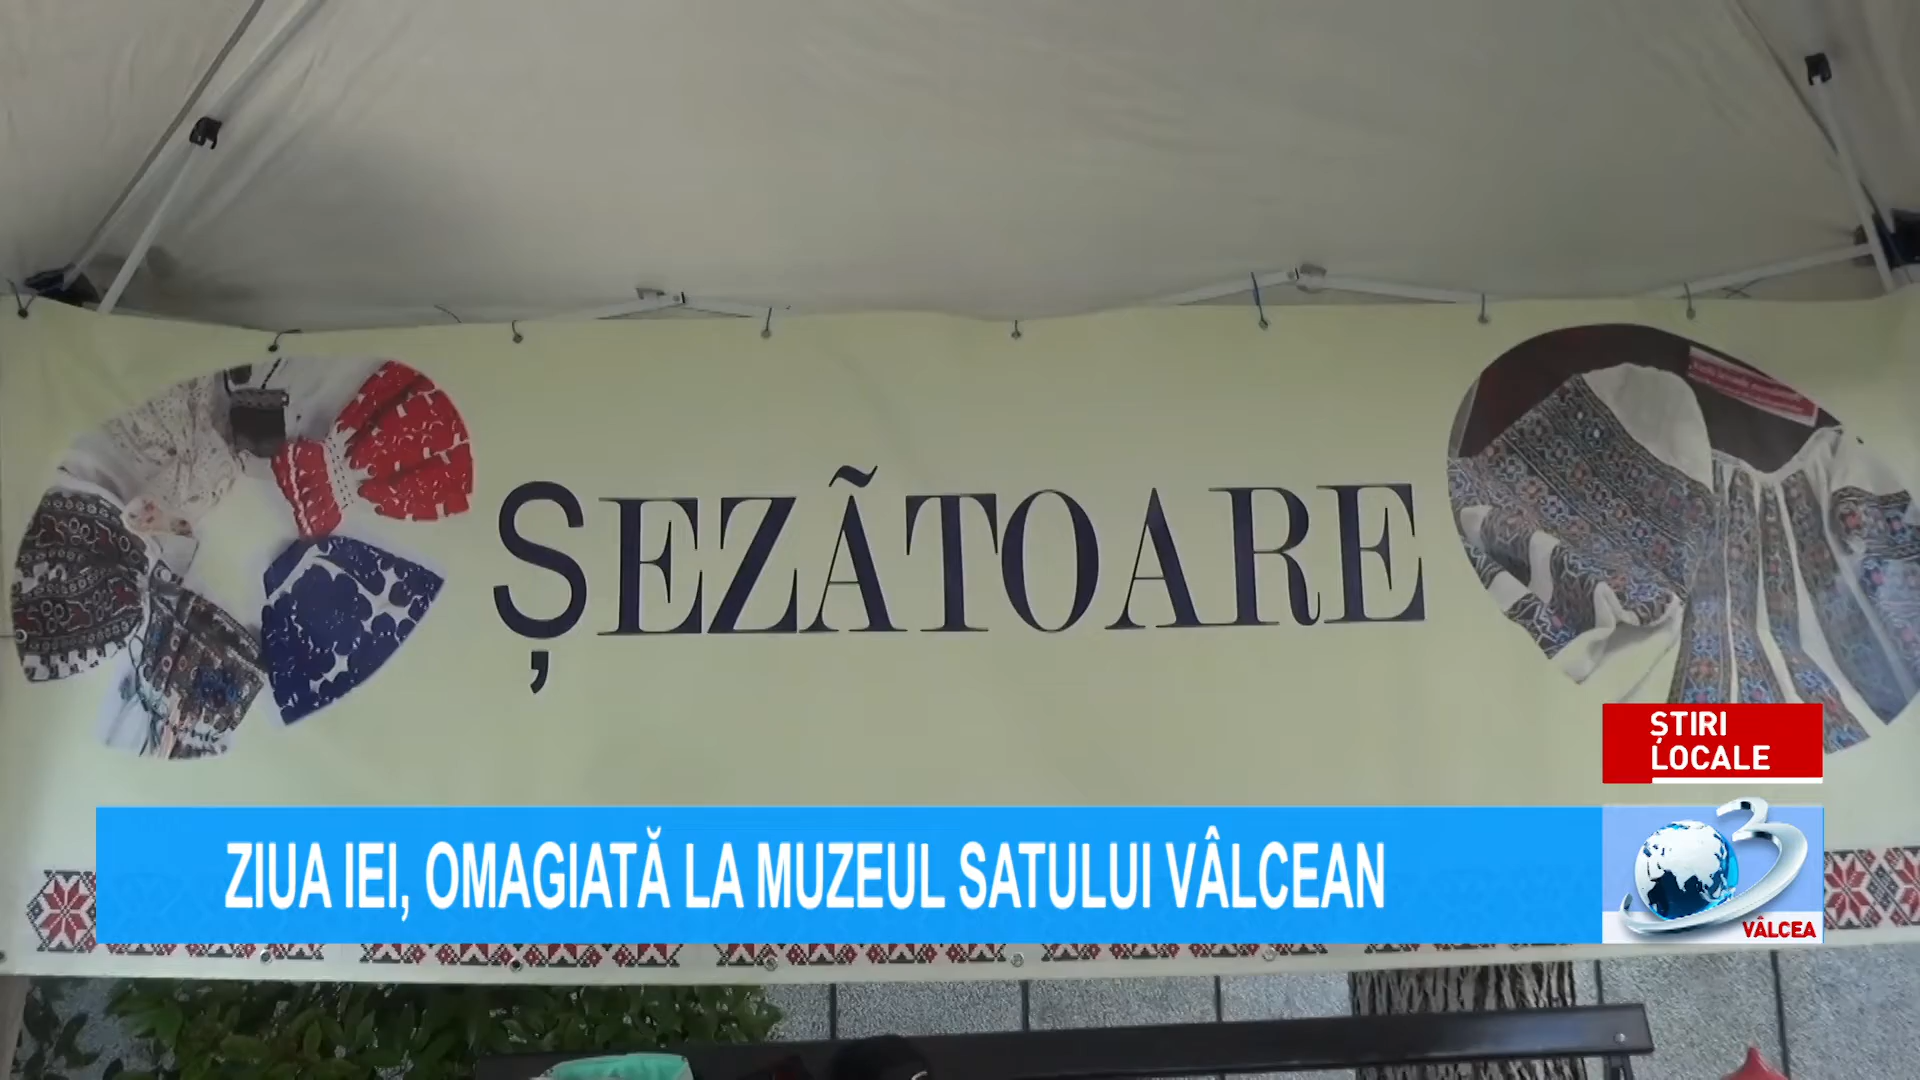 ȘEZÃTOARE
ȘTIRI
LOCALE
ZIUA IEI, OMAGIATĂ LA MUZEUL SATULUI VÂLCEAN
3
VÂLCEA